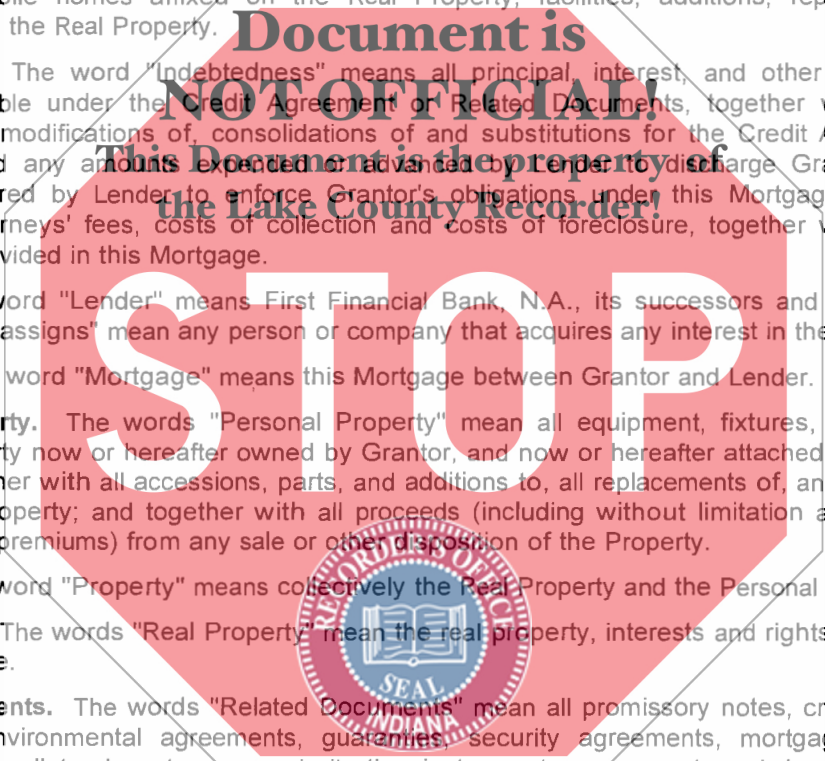 the Real Property.
Document is
The word "Indebtedness" means all principal, interest, and other
NOT OFFICIAL!
ble under the Credit Agreement or Related Documents, together
modifications of, consolidations of and substitutions for the Credit A
This Document is the property of
d any amounts expended or advanced by Lender to discharge Gra
red by Lender to enforce Grantor's obligations under this Mortgag
the Lake County Recorder!
rneys' fees, costs of collection and costs of foreclosure, together
vided in this Mortgage.
word "Lender" means First Financial Bank, N.A., its successors and
assigns" mean any person or company that acquires any interest in the
word "Mortgage" means this Mortgage between Grantor and Lender.
STOP
rty. The words "Personal Property" mean all equipment, fixtures,
ty now or hereafter owned by Grantor, and now or hereafter attached
er with all accessions, parts, and additions to, all replacements of, an
operty; and together with all proceeds (including without limitation a
premiums) from any sale or other disposition of the Property.
word "Property" means collectively the Real Property and the Personal
The words "Real Property" mean the real property, interests and rights
e.
RECORDER'S OFFICE
SEAL
INDIANA
ents. The words "Related Documents" mean all promissory notes, cr
nvironmental agreements, guaranties, security agreements, mortga